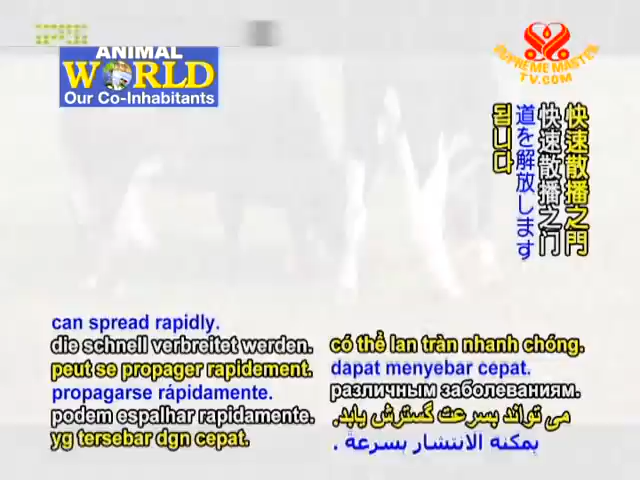 ANIMAL
WORLD
Our Co-Inhabitants
SUPREME MASTER
TV.COM
快速散播之門
快速散播之门
道を解放します
됩니다
can spread rapidly.
die schnell verbreitet werden.
peut se propager rapidement.
propagarse rápidamente.
podem espalhar rapidamente.
yg tersebar dgn cepat.
có thể lan tràn nhanh chóng.
dapat menyebar cepat.
различным заболеваниям.
می تواند بسرعت گسترش یابد.
يمكنه الانتشار بسرعة .